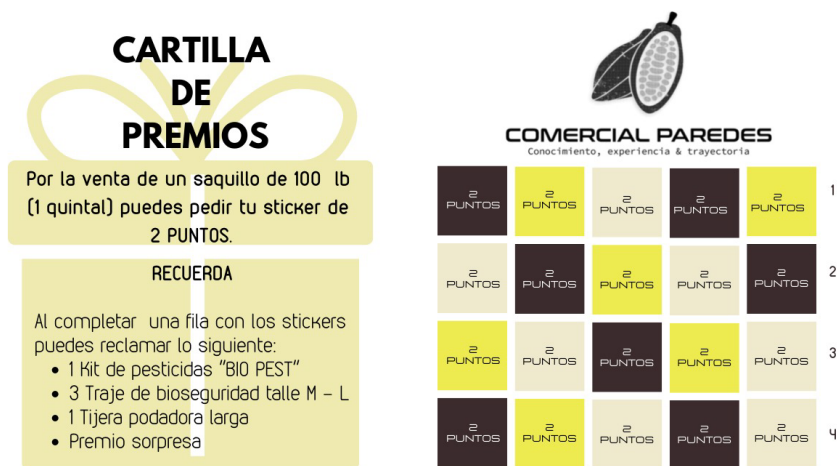 CARTILLA
DE
PREMIOS
Por la venta de un saquillo de 100 lb
(1 quintal) puedes pedir tu sticker de
2 PUNTOS.
RECUERDA
Al completar una fila con los stickers
puedes reclamar lo siguiente:
• 1 Kit de pesticidas "BIO PEST"
• 3 Traje de bioseguridad talle M – L
• 1 Tijera podadora larga
• Premio sorpresa
COMERCIAL PAREDES
Conocimiento, experiencia & trayectoria
2 2 2 2 2
PUNTOS PUNTOS PUNTOS PUNTOS PUNTOS 1
2 2 2 2 2
PUNTOS PUNTOS PUNTOS PUNTOS PUNTOS 2
2 2 2 2 2
PUNTOS PUNTOS PUNTOS PUNTOS PUNTOS 3
2 2 2 2 2
PUNTOS PUNTOS PUNTOS PUNTOS PUNTOS 4